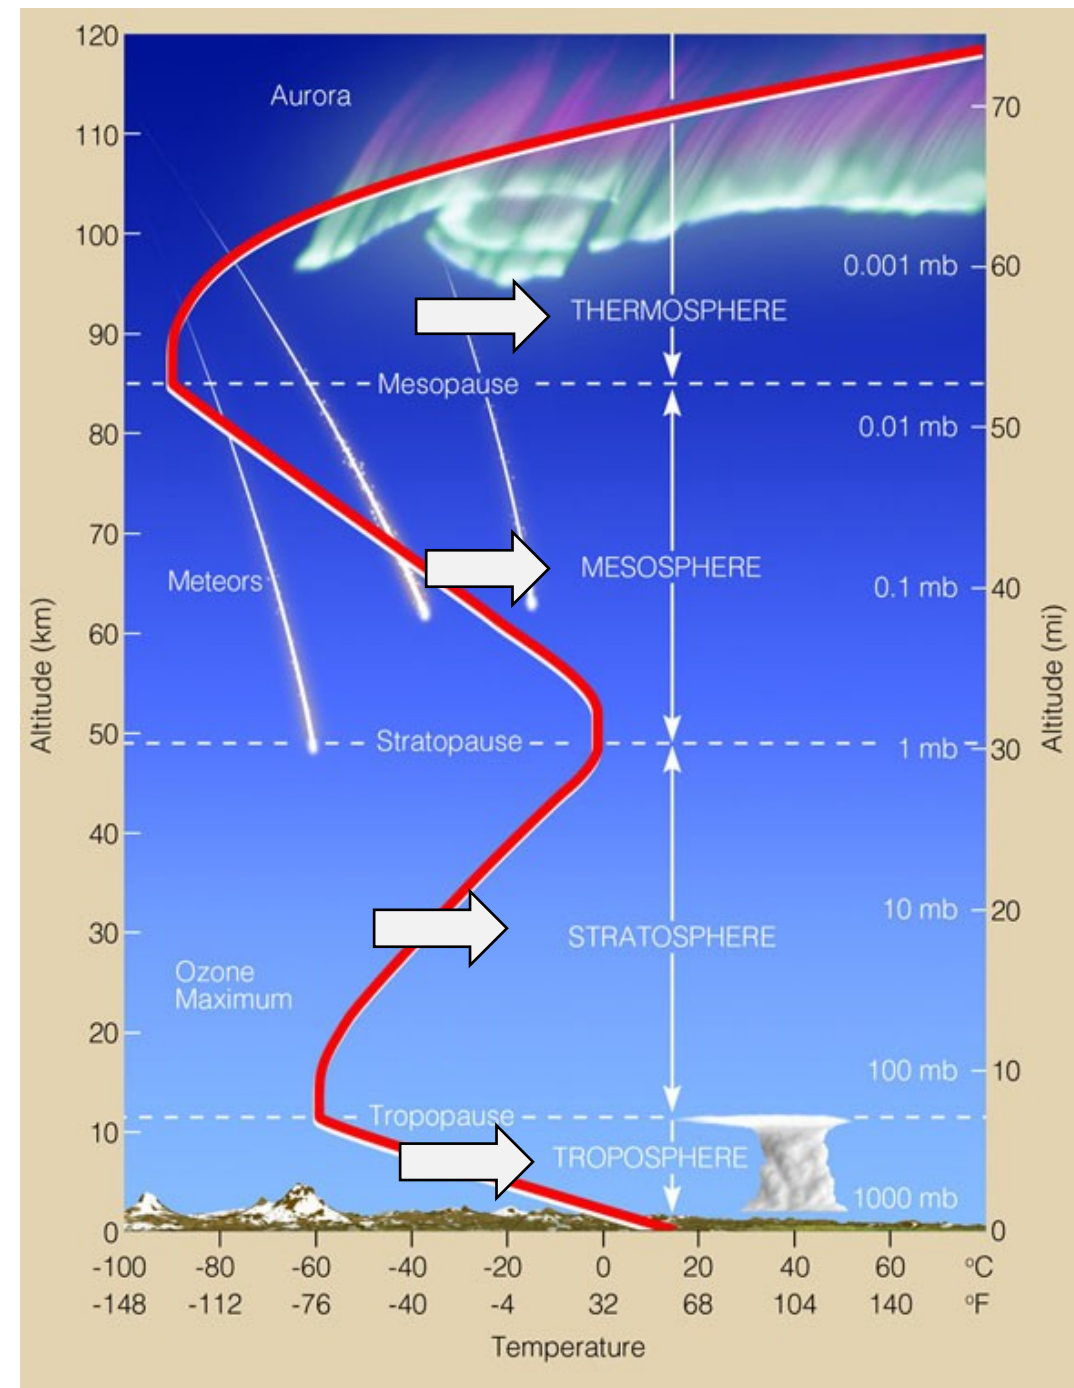 120
Aurora
70
110
100
0.001 mb
60
THERMOSPHERE
90
Mesopause
0.01 mb
50
80
70
MESOSPHERE
Meteors
0.1 mb
40
Altitude (km)
Altitude (mi)
60
50
Stratopause
1 mb
30
40
10 mb
20
30
STRATOSPHERE
Ozone
Maximum
20
100 mb
10
Tropopause
10
TROPOSPHERE
1000 mb
0
0
-100 -80 -60 -40 -20 0 20 40 60 °C
-148 -112 -76 -40 -4 32 68 104 140 °F
Temperature